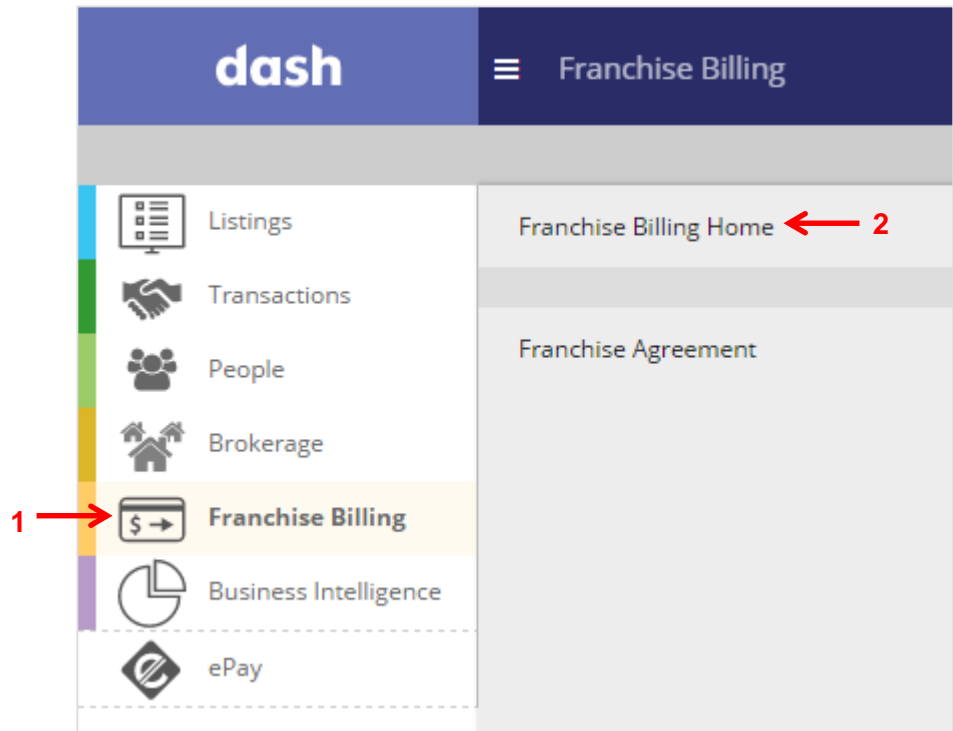 dash
Franchise Billing
Listings
Franchise Billing Home 2
Transactions
Franchise Agreement
People
Brokerage
1 $ Franchise Billing
Business Intelligence
e ePay